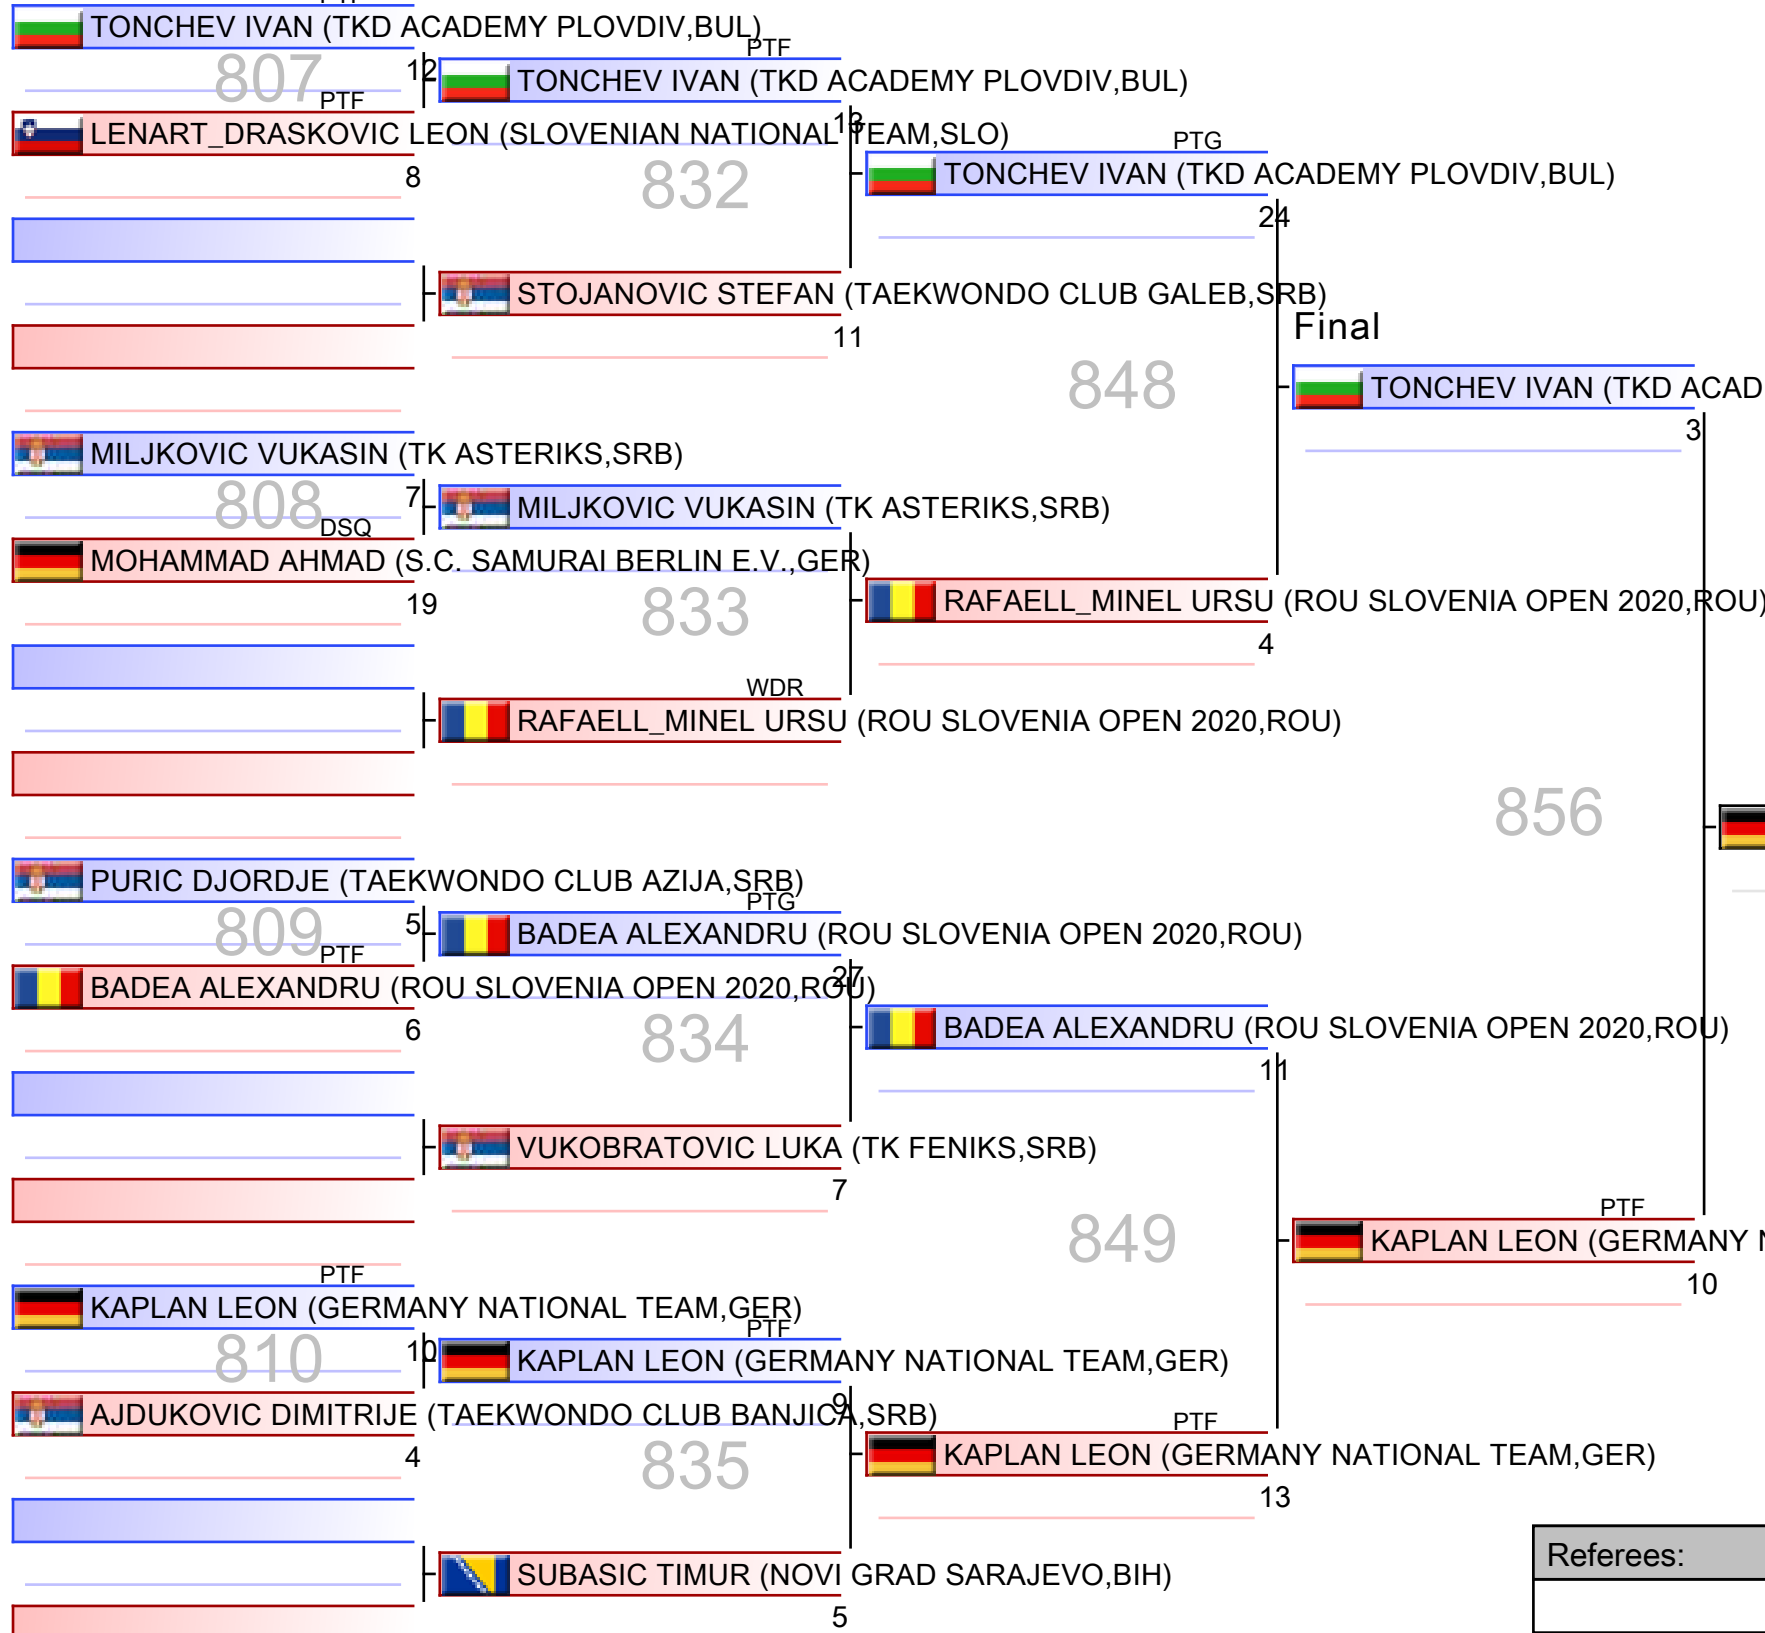 TONCHEV IVAN (TKD ACADEMY PLOVDIV,BUL)
807
12
PTF
LENART_DRASKOVIC LEON (SLOVENIAN NATIONAL TEAM,SLO)
8
MILJKOVIC VUKASIN (TK ASTERIKS,SRB)
808
7
DSQ
MOHAMMAD AHMAD (S.C. SAMURAI BERLIN E.V.,GER)
19
PURIC DJORDJE (TAEKWONDO CLUB AZIJA,SRB)
809
5
PTF
BADEA ALEXANDRU (ROU SLOVENIA OPEN 2020,ROU)
6
PTF
KAPLAN LEON (GERMANY NATIONAL TEAM,GER)
810
10
AJDUKOVIC DIMITRIJE (TAEKWONDO CLUB BANJICA,SRB)
4
PTF
TONCHEV IVAN (TKD ACADEMY PLOVDIV,BUL)
13
832
STOJANOVIC STEFAN (TAEKWONDO CLUB GALEB,SRB)
11
MILJKOVIC VUKASIN (TK ASTERIKS,SRB)
833
WDR
RAFAELL_MINEL URSU (ROU SLOVENIA OPEN 2020,ROU)
PTG
BADEA ALEXANDRU (ROU SLOVENIA OPEN 2020,ROU)
27
834
VUKOBRATOVIC LUKA (TK FENIKS,SRB)
7
PTF
KAPLAN LEON (GERMANY NATIONAL TEAM,GER)
9
835
SUBASIC TIMUR (NOVI GRAD SARAJEVO,BIH)
5
PTG
TONCHEV IVAN (TKD ACADEMY PLOVDIV,BUL)
24
848
RAFAELL_MINEL URSU (ROU SLOVENIA OPEN 2020,ROU)
4
BADEA ALEXANDRU (ROU SLOVENIA OPEN 2020,ROU)
11
849
PTF
KAPLAN LEON (GERMANY NATIONAL TEAM,GER)
13
Final
TONCHEV IVAN (TKD ACAD
3
856
PTF
KAPLAN LEON (GERMANY
10
Referees: